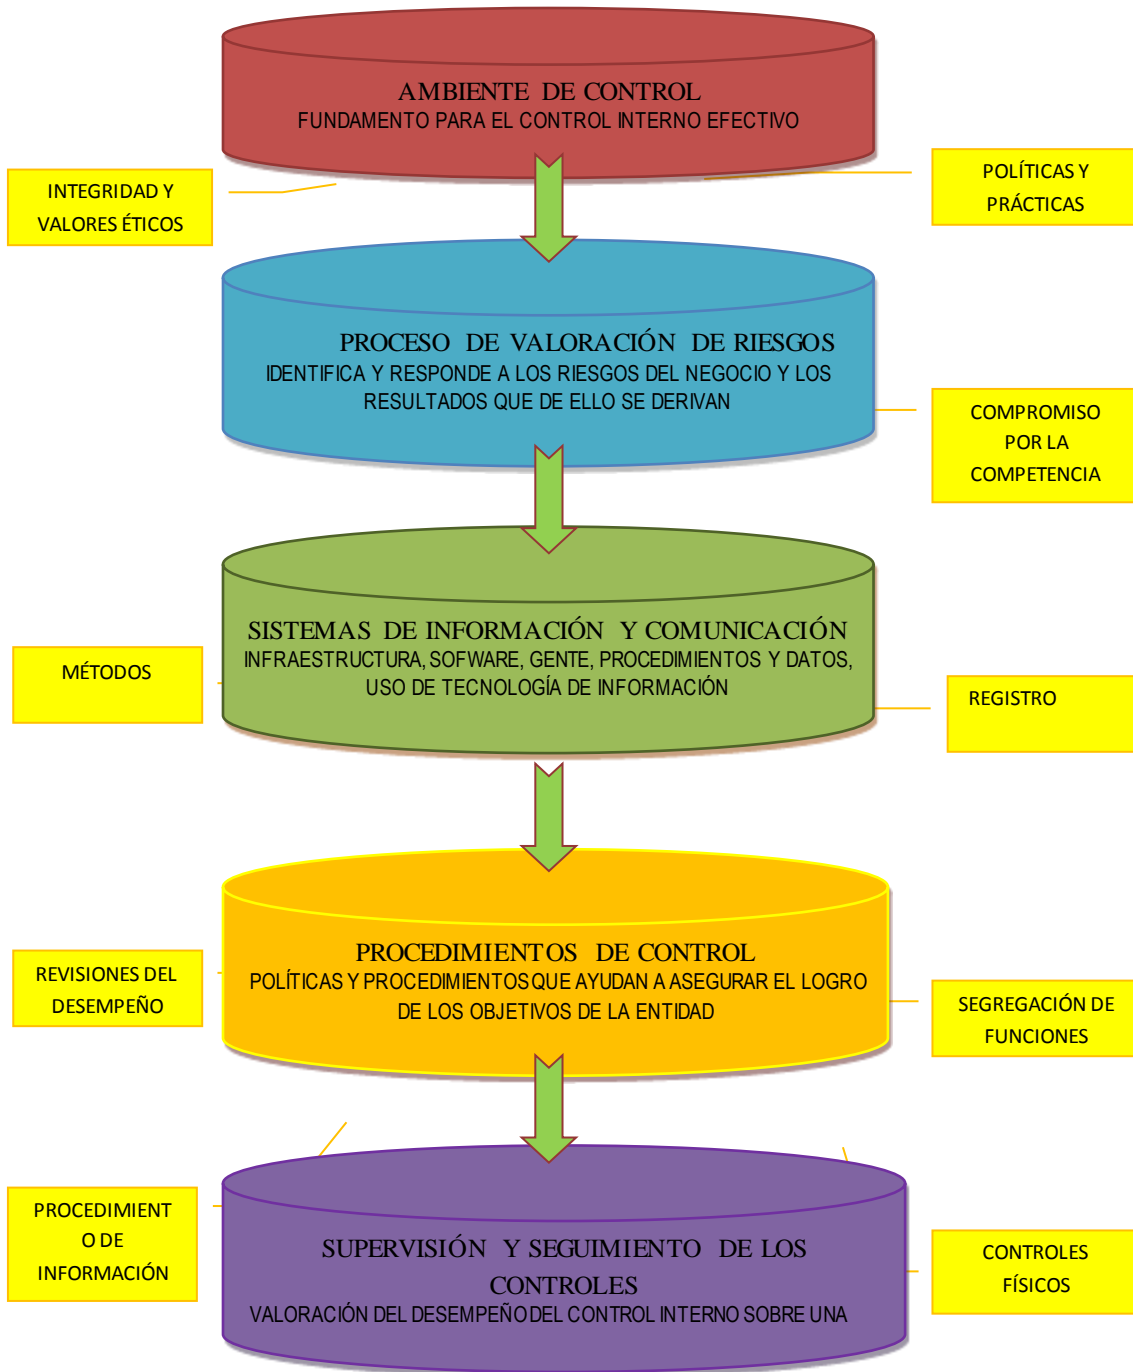 AMBIENTE DE CONTROL
FUNDAMENTO PARA EL CONTROL INTERNO EFECTIVO
INTEGRIDAD Y
VALORES ÉTICOS
POLÍTICAS Y
PRÁCTICAS
PROCESO DE VALORACIÓN DE RIESGOS
IDENTIFICA Y RESPONDE A LOS RIESGOS DEL NEGOCIO Y LOS
RESULTADOS QUE DE ELLO SE DERIVAN
COMPROMISO
POR LA
COMPETENCIA
SISTEMAS DE INFORMACIÓN Y COMUNICACIÓN
INFRAESTRUCTURA, SOFWARE, GENTE, PROCEDIMIENTOS Y DATOS,
USO DE TECNOLOGÍA DE INFORMACIÓN
MÉTODOS
REGISTRO
PROCEDIMIENTOS DE CONTROL
POLÍTICAS Y PROCEDIMIENTOS QUE AYUDAN A ASEGURAR EL LOGRO
DE LOS OBJETIVOS DE LA ENTIDAD
REVISIONES DEL
DESEMPEÑO
SEGREGACIÓN DE
FUNCIONES
PROCEDIMIENT
O DE
INFORMACIÓN
SUPERVISIÓN Y SEGUIMIENTO DE LOS
CONTROLES
VALORACIÓN DEL DESEMPEÑO DEL CONTROL INTERNO SOBRE UNA
CONTROLES
FÍSICOS